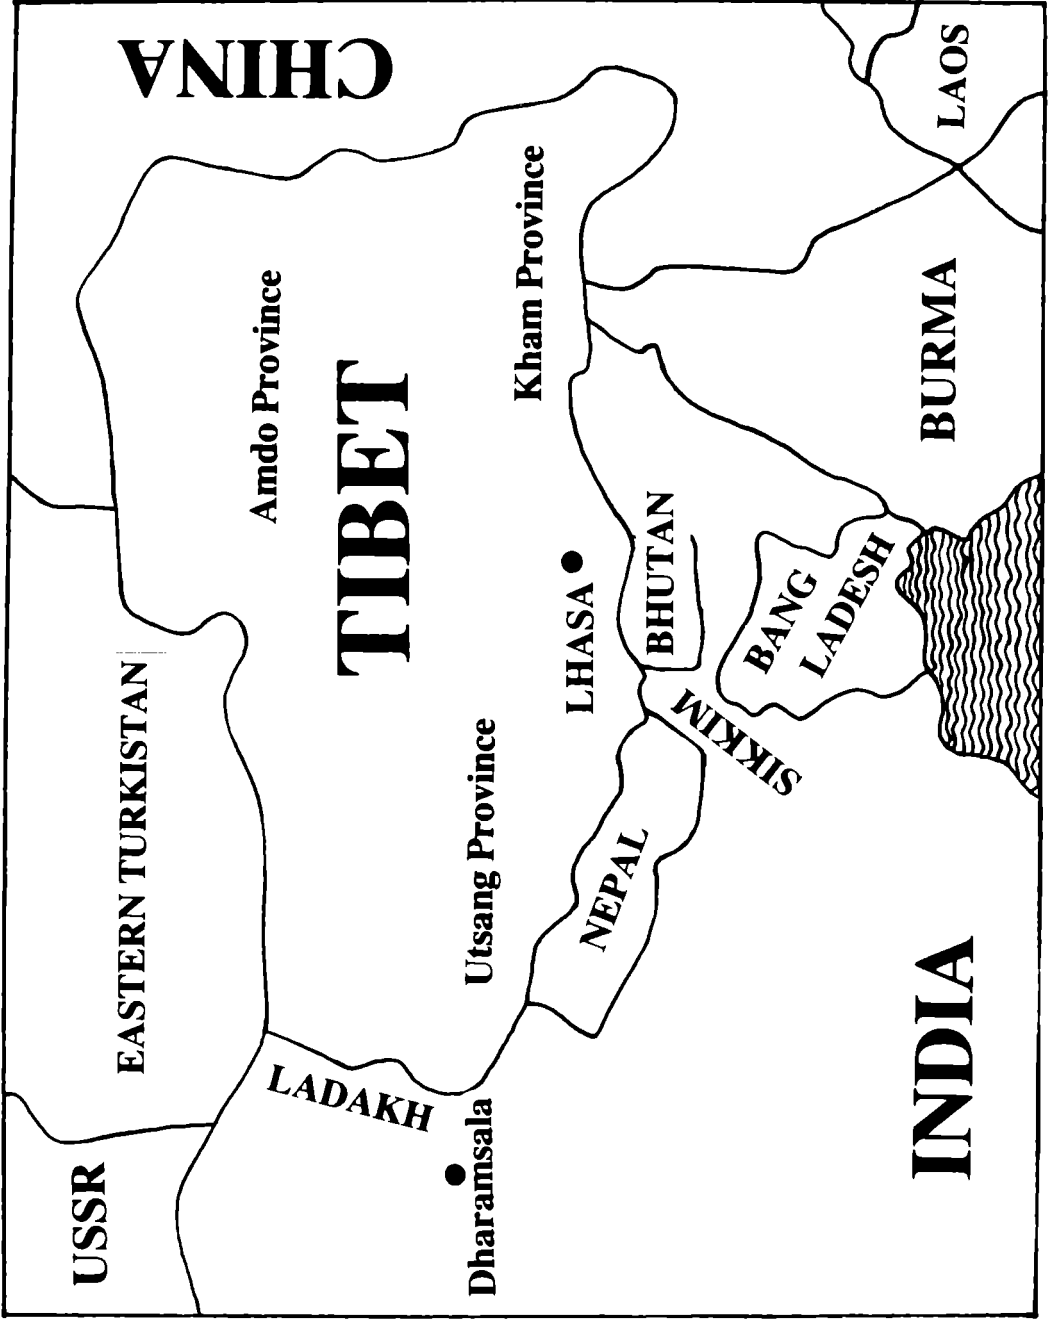 USSR
EASTERN TURKISTAN
CHINA
Amdo Province
LADAKH
TIBET
Dharamsala
Utsang Province
Kham Province
LHASA
NEPAL
BHUTAN
SIKKIM
BANG
LADESH
INDIA
BURMA
LAOS